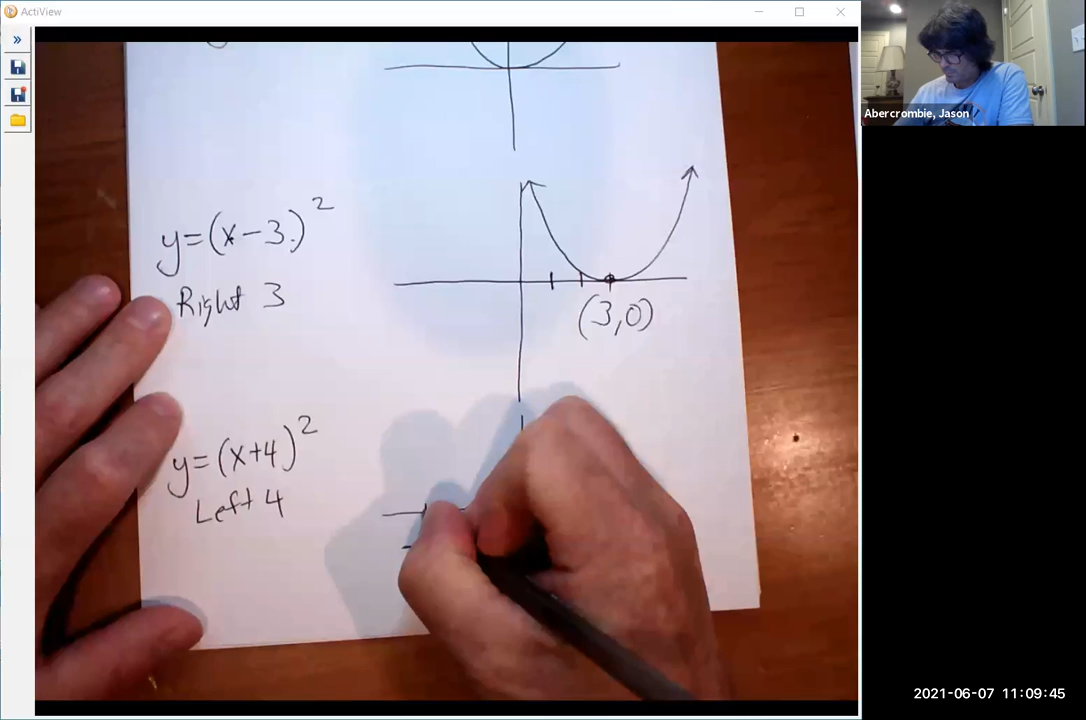 ActiView
Abercrombie, Jason
y=(x-3)²
Right 3
(3,0)
y=(x+4)²
Left 4
2021-06-07 11:09:45